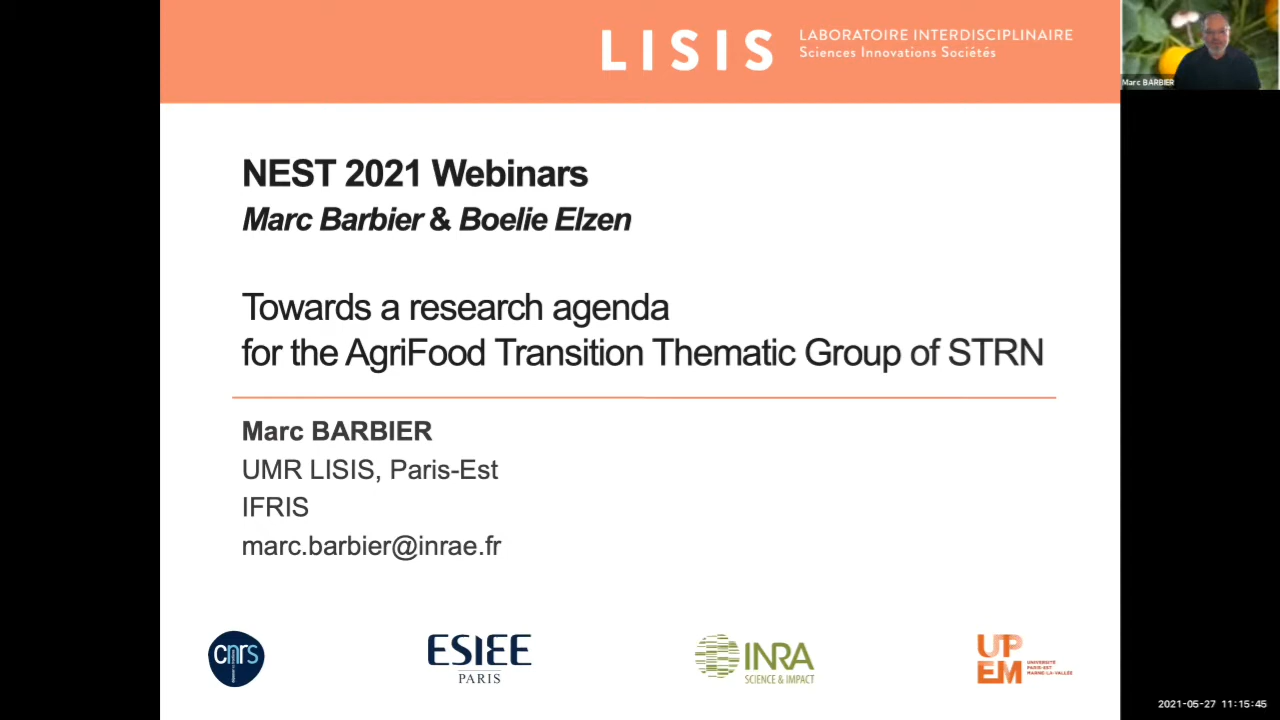 LISIS
LABORATOIRE INTERDISCIPLINAIRE
Sciences Innovations Sociétés
Marc BARBIER
NEST 2021 Webinars
Marc Barbier & Boelie Elzen
Towards a research agenda
for the AgriFood Transition Thematic Group of STRN
Marc BARBIER
UMR LISIS, Paris-Est
IFRIS
marc.barbier@inrae.fr
cnrs
ESIEE
PARIS
INRA
SCIENCE & IMPACT
UP
EM
UNIVERSITÉ
PARIS-EST
MARNE-LA-VALLÉE
2021-05-27 11:15:45